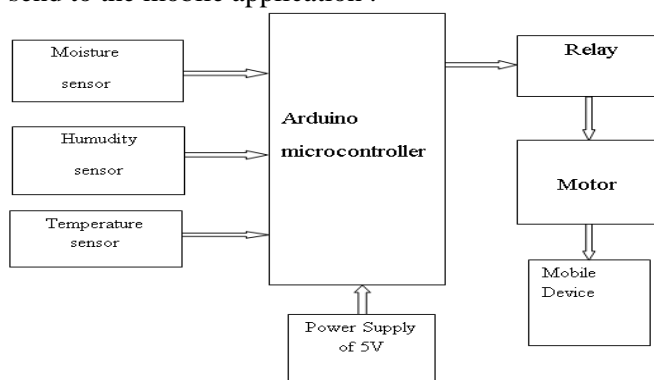 send to the mobile application .
Moisture
sensor
Humudity
sensor
Temperature
sensor
Arduino
microcontroller
Power Supply
of 5V
Relay
Motor
Mobile
Device